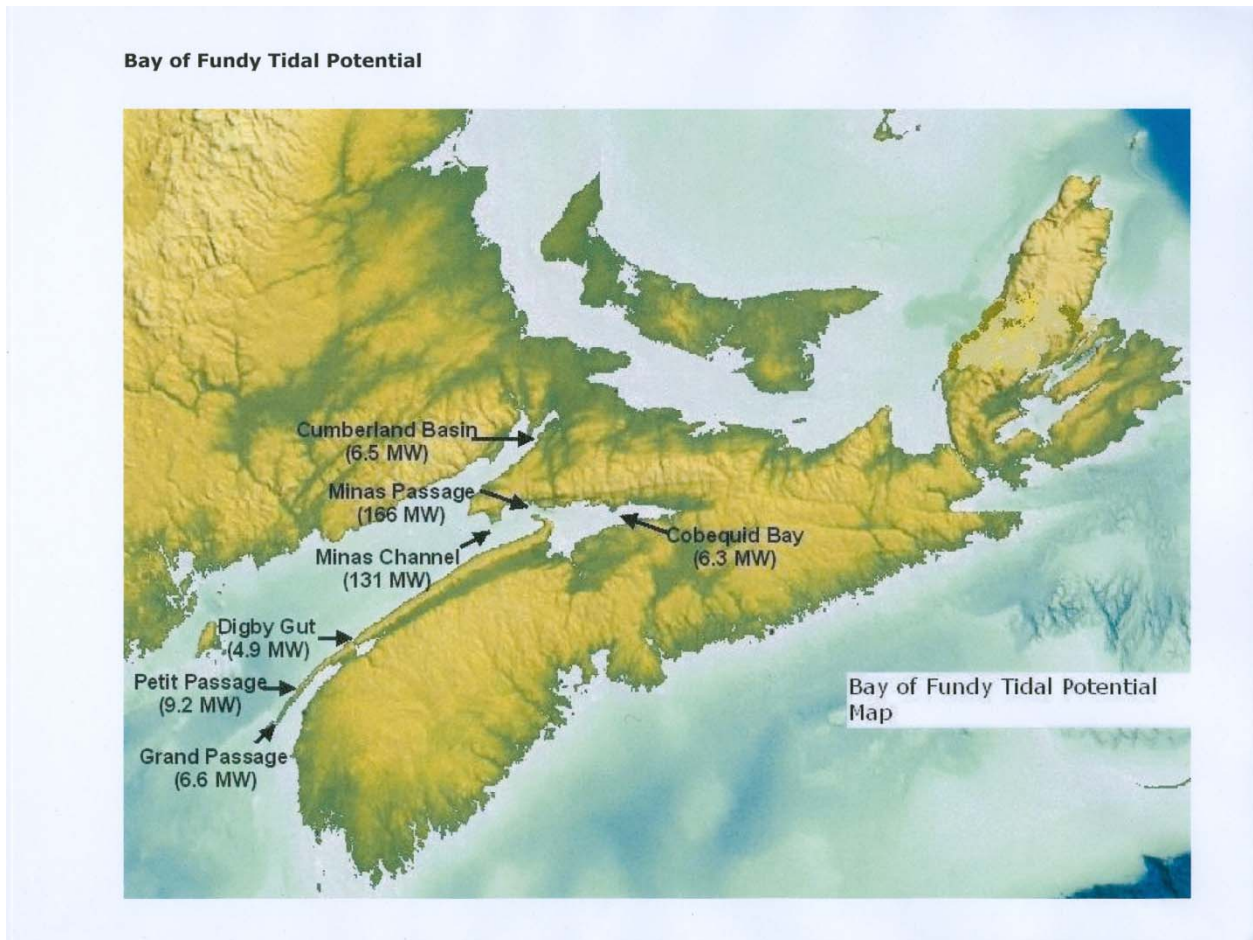 Bay of Fundy Tidal Potential
Cumberland Basin
(6.5 MW)
Minas Passage
(166 MW)
Cobequid Bay
(6.3 MW)
Minas Channel
(131 MW)
Digby Gut
(4.9 MW)
Petit Passage
(9.2 MW)
Grand Passage
(6.6 MW)
Bay of Fundy Tidal Potential
Map